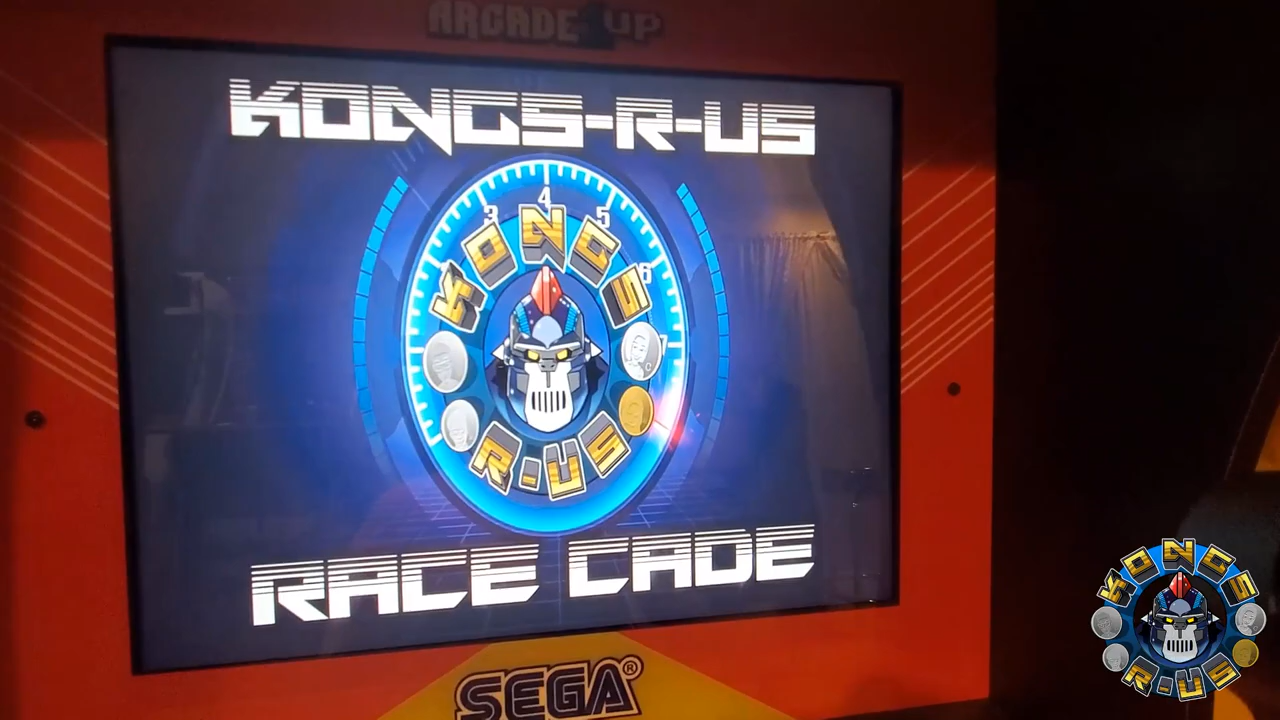 ARCADE1UP
KONGS-R-US
3 4 5
6
7
KONGS
R-US
RACE CADE
SEGA®
KONGS
R-US